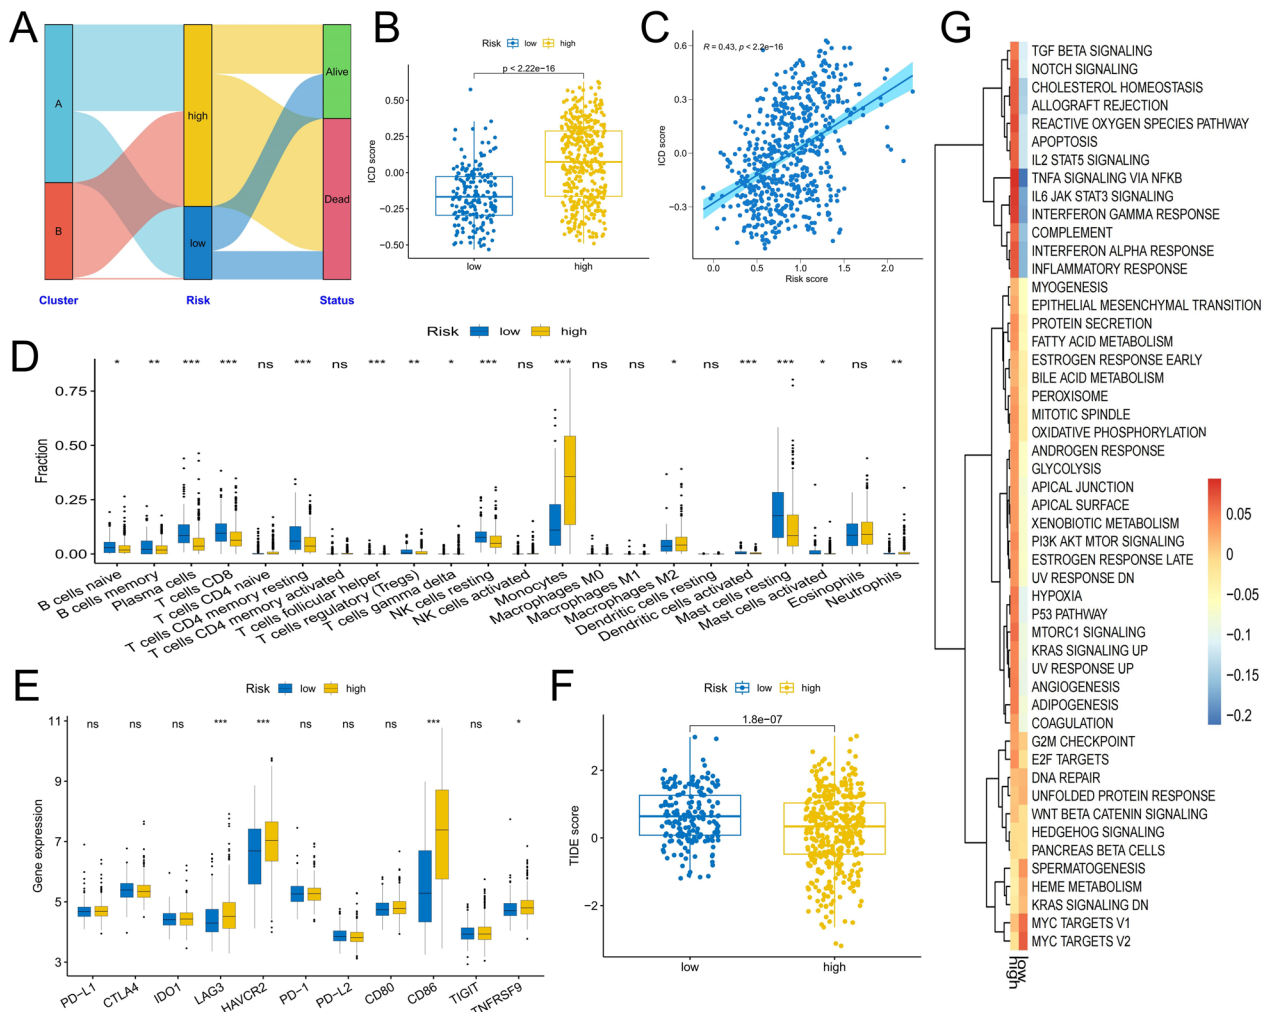 A
A
B
high
low
Alive
Dead
Cluster
Risk
Status
B
Risk low high
p < 2.22e−16
ICD score
0.50
0.25
0.00
−0.25
−0.50
low
high
C
R = 0.43, p < 2.2e−16
ICD score
0.6
0.3
0.0
−0.3
0.0
0.5
1.0
1.5
2.0
Risk score
D
Risk low high
* ** *** *** ns *** ns *** ** * *** ns *** ns ns * ns *** *** * ns **
Fraction
0.75
0.50
0.25
0.00
B cells naive
B cells memory
Plasma cells
T cells CD8
T cells CD4 naive
T cells CD4 memory resting
T cells CD4 memory activated
T cells follicular helper
T cells regulatory (Tregs)
T cells gamma delta
NK cells resting
NK cells activated
Monocytes
Macrophages M0
Macrophages M1
Macrophages M2
Dendritic cells resting
Dendritic cells activated
Mast cells resting
Mast cells activated
Eosinophils
Neutrophils
E
Risk low high
ns ns ns *** *** ns ns ns *** ns *
Gene expression
11
9
7
5
3
PD−L1
CTLA4
IDO1
LAG3
HAVCR2
PD−1
PD−L2
CD80
CD86
TIGIT
TNFRSF9
F
Risk low high
1.8e−07
TIDE score
2
0
−2
low
high
G
TGF BETA SIGNALING
NOTCH SIGNALING
CHOLESTEROL HOMEOSTASIS
ALLOGRAFT REJECTION
REACTIVE OXYGEN SPECIES PATHWAY
APOPTOSIS
IL2 STAT5 SIGNALING
TNFA SIGNALING VIA NFKB
IL6 JAK STAT3 SIGNALING
INTERFERON GAMMA RESPONSE
COMPLEMENT
INTERFERON ALPHA RESPONSE
INFLAMMATORY RESPONSE
MYOGENESIS
EPITHELIAL MESENCHYMAL TRANSITION
PROTEIN SECRETION
FATTY ACID METABOLISM
ESTROGEN RESPONSE EARLY
BILE ACID METABOLISM
PEROXISOME
MITOTIC SPINDLE
OXIDATIVE PHOSPHORYLATION
ANDROGEN RESPONSE
GLYCOLYSIS
APICAL JUNCTION
APICAL SURFACE
XENOBIOTIC METABOLISM
PI3K AKT MTOR SIGNALING
ESTROGEN RESPONSE LATE
UV RESPONSE DN
HYPOXIA
P53 PATHWAY
MTORC1 SIGNALING
KRAS SIGNALING UP
UV RESPONSE UP
ANGIOGENESIS
ADIPOGENESIS
COAGULATION
G2M CHECKPOINT
E2F TARGETS
DNA REPAIR
UNFOLDED PROTEIN RESPONSE
WNT BETA CATENIN SIGNALING
HEDGEHOG SIGNALING
PANCREAS BETA CELLS
SPERMATOGENESIS
HEME METABOLISM
KRAS SIGNALING DN
MYC TARGETS V1
MYC TARGETS V2
high
low
0.05
0
−0.05
−0.1
−0.15
−0.2